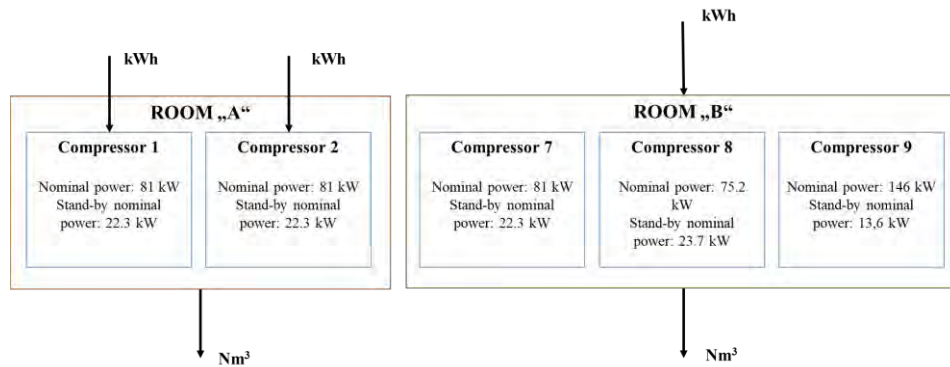 kWh
kWh
kWh
ROOM „A“
ROOM „B“
Compressor 1
Nominal power: 81 kW
Stand-by nominal
power: 22.3 kW
Compressor 2
Nominal power: 81 kW
Stand-by nominal
power: 22.3 kW
Compressor 7
Nominal power: 81 kW
Stand-by nominal
power: 22.3 kW
Compressor 8
Nominal power: 75.2
kW
Stand-by nominal
power: 23.7 kW
Compressor 9
Nominal power: 146 kW
Stand-by nominal
power: 13,6 kW
Nm³
Nm³